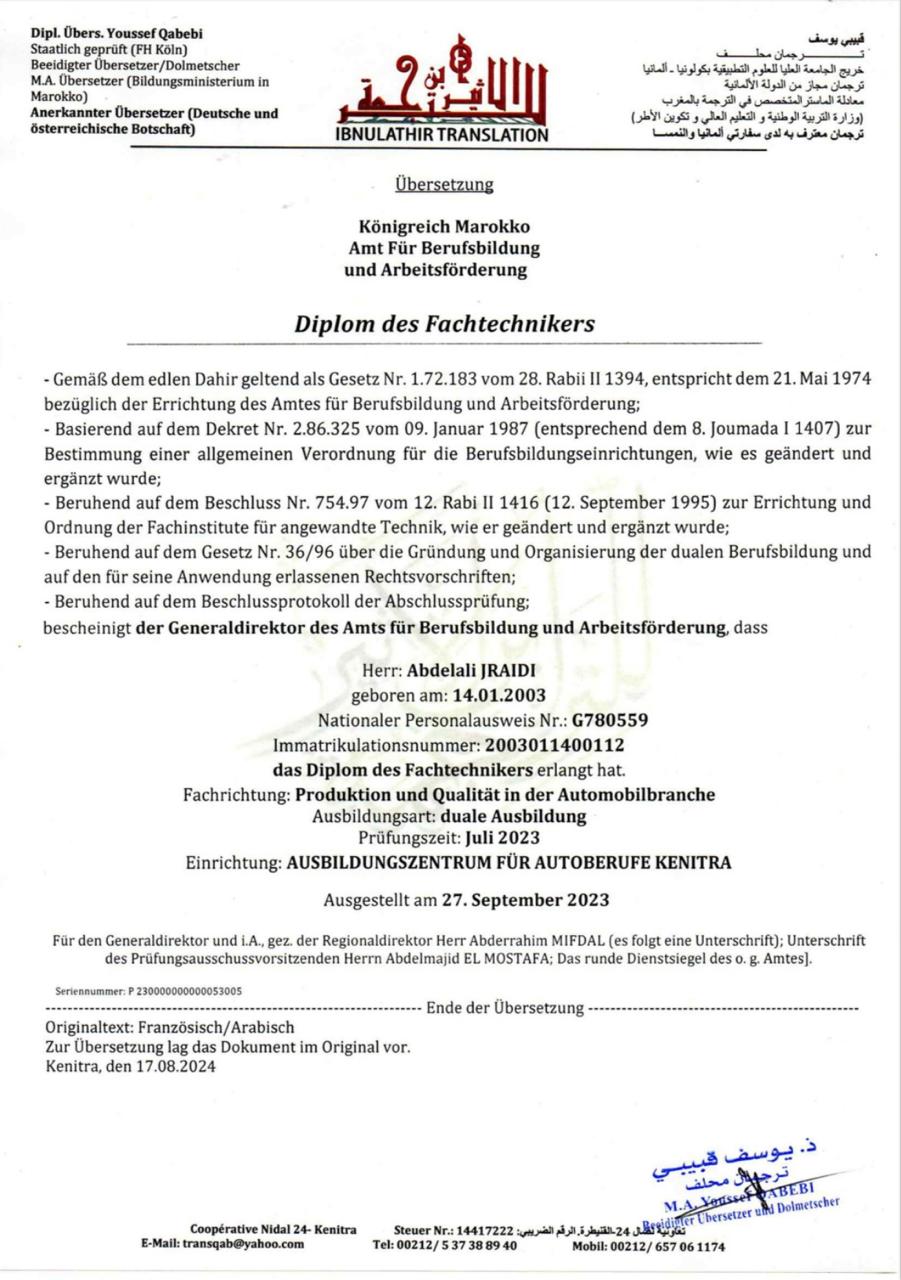 Dipl. Übers. Youssef Qabebi
Staatlich geprüft (FH Köln)
Beeidigter Übersetzer/Dolmetscher
M.A. Übersetzer (Bildungsministerium in
Marokko)
Anerkannter Übersetzer (Deutsche und
österreichische Botschaft)
IBNULATHIR TRANSLATION
قبيبي يوسف
تـــرجمان محلـــف
خريج الجامعة العليا للعلوم التطبيقية بكولونيا - ألمانيا
ترجمان مجاز من الدولة الألمانية
معادلة الماستر المتخصص في الترجمة بالمغرب
(وزارة التربية الوطنية و التعليم العالي و تكوين الأطر)
ترجمان معترف به لدى سفارتي ألمانيا والنمسا
Übersetzung
Königreich Marokko
Amt Für Berufsbildung
und Arbeitsförderung
Diplom des Fachtechnikers
- Gemäß dem edlen Dahir geltend als Gesetz Nr. 1.72.183 vom 28. Rabii II 1394, entspricht dem 21. Mai 1974
bezüglich der Errichtung des Amtes für Berufsbildung und Arbeitsförderung;
- Basierend auf dem Dekret Nr. 2.86.325 vom 09. Januar 1987 (entsprechend dem 8. Joumada I 1407) zur
Bestimmung einer allgemeinen Verordnung für die Berufsbildungseinrichtungen, wie es geändert und
ergänzt wurde;
- Beruhend auf dem Beschluss Nr. 754.97 vom 12. Rabi II 1416 (12. September 1995) zur Errichtung und
Ordnung der Fachinstitute für angewandte Technik, wie er geändert und ergänzt wurde;
- Beruhend auf dem Gesetz Nr. 36/96 über die Gründung und Organisierung der dualen Berufsbildung und
auf den für seine Anwendung erlassenen Rechtsvorschriften;
- Beruhend auf dem Beschlussprotokoll der Abschlussprüfung;
bescheinigt der Generaldirektor des Amts für Berufsbildung und Arbeitsförderung, dass
Herr: Abdelali JRAIDI
geboren am: 14.01.2003
Nationaler Personalausweis Nr.: G780559
Immatrikulationsnummer: 2003011400112
das Diplom des Fachtechnikers erlangt hat.
Fachrichtung: Produktion und Qualität in der Automobilbranche
Ausbildungsart: duale Ausbildung
Prüfungszeit: Juli 2023
Einrichtung: AUSBILDUNGSZENTRUM FÜR AUTOBERUFE KENITRA
Ausgestellt am 27. September 2023
Für den Generaldirektor und i.A., gez. der Regionaldirektor Herr Abderrahim MIFDAL (es folgt eine Unterschrift); Unterschrift
des Prüfungsausschussvorsitzenden Herrn Abdelmajid EL MOSTAFA; Das runde Dienstsiegel des o. g. Amtes].
Seriennummer: P 230000000000053005
---------- Ende der Übersetzung ----------
Originaltext: Französisch/Arabisch
Zur Übersetzung lag das Dokument im Original vor.
Kenitra, den 17.08.2024
ذ. يوسف قبيبي
ترجمان محلف
M.A. Youssef QABEBI
Beeidigter Übersetzer und Dolmetscher
Coopérative Nidal 24- Kenitra
Steuer Nr.: 14417222 تعاونية نضال 24-القنيطرة. الرقم الضريبي:
E-Mail: transqab@yahoo.com
Tel: 00212/ 5 37 38 89 40
Mobil: 00212/ 657 06 1174